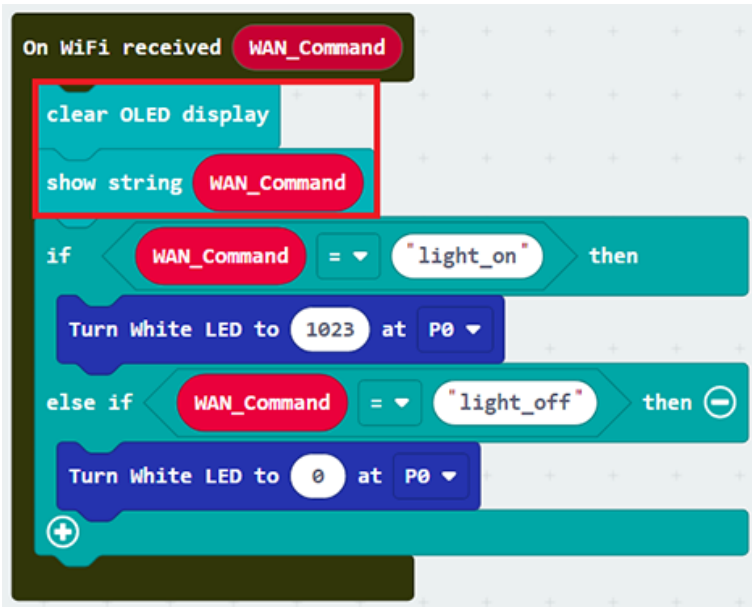 On WiFi received WAN_Command
clear OLED display
show string WAN_Command
if WAN_Command = "light_on" then
Turn White LED to 1023 at P0
else if WAN_Command = "light_off" then
Turn White LED to 0 at P0